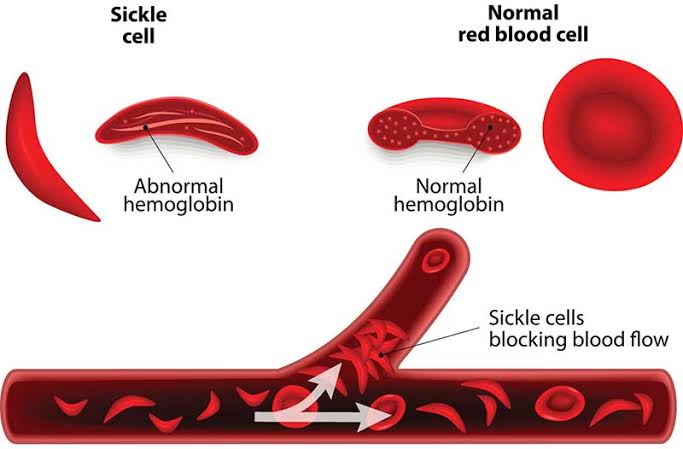 Sickle
cell
Normal
red blood cell
Abnormal
hemoglobin
Normal
hemoglobin
Sickle cells
blocking blood flow